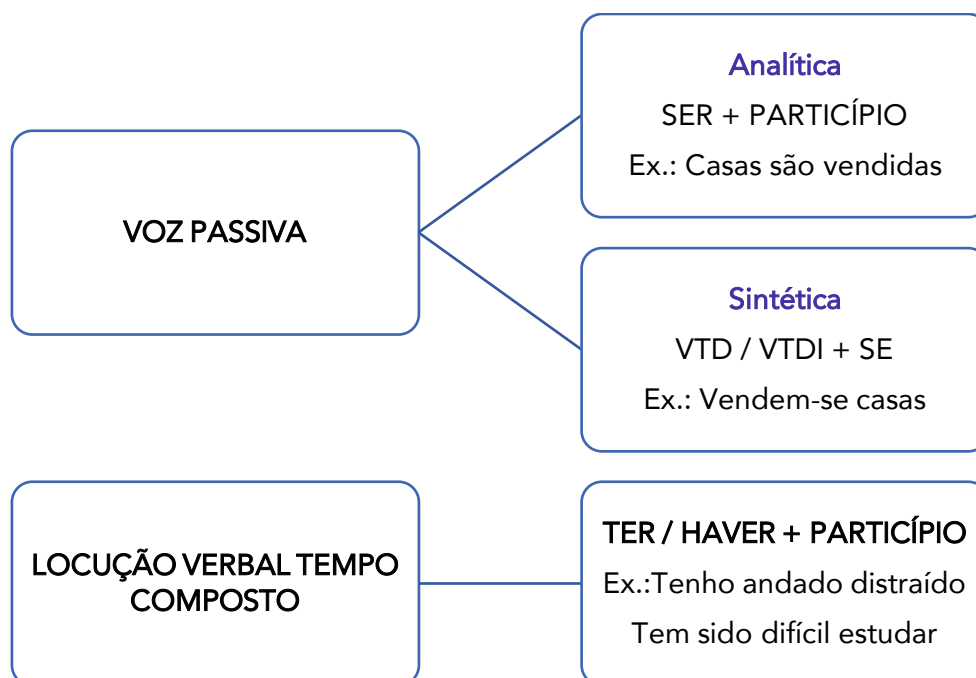 VOZ PASSIVA
Analítica
SER + PARTICÍPIO
Ex.: Casas são vendidas
Sintética
VTD / VTDI + SE
Ex.: Vendem-se casas
LOCUÇÃO VERBAL TEMPO
COMPOSTO
TER / HAVER + PARTICÍPIO
Ex.:Tenho andado distraído
Tem sido difícil estudar